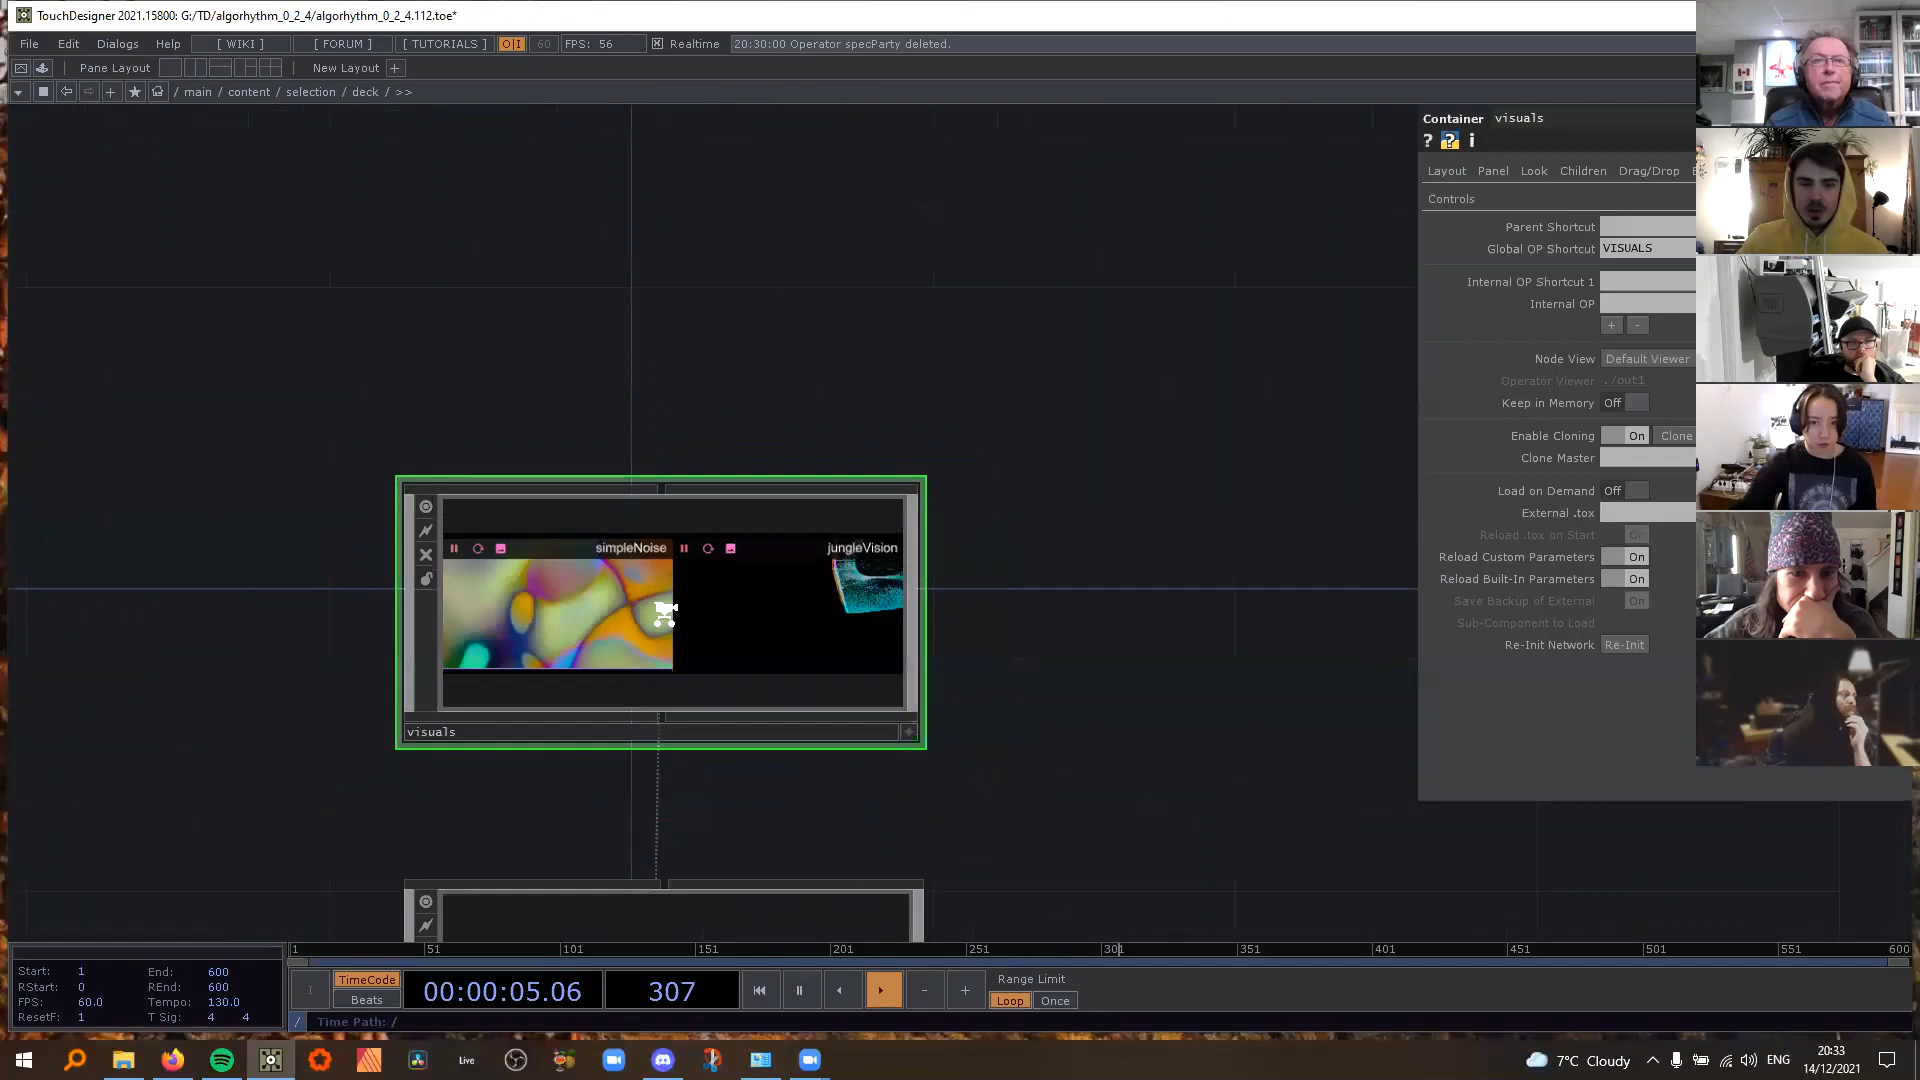 TouchDesigner 2021.15800: G:/TD/algorhythm_0_2_4/algorhythm_0_2_4.112.toe*
File Edit Dialogs Help [ WIKI ] [ FORUM ] [ TUTORIALS ] O|I 60 FPS: 56 Realtime 20:30:00 Operator specParty deleted.
Pane Layout New Layout +
/ main / content / selection / deck / >>
Container visuals
? ? i
Layout Panel Look Children Drag/Drop
Controls
Parent Shortcut
Global OP Shortcut VISUALS
Internal OP Shortcut 1
Internal OP
+ -
Node View Default Viewer
Operator Viewer ./out1
Keep in Memory Off
Enable Cloning On Clone
Clone Master
Load on Demand Off
External .tox
Reload .tox on Start On
Reload Custom Parameters On
Reload Built-In Parameters On
Save Backup of External On
Sub-Component to Load
Re-Init Network Re-Init
simpleNoise jungleVision
visuals
1 51 101 151 201 251 301 351 401 451 501 551 600
Start: 1 End: 600
RStart: 0 REnd: 600
FPS: 60.0 Tempo: 130.0
ResetF: 1 T Sig: 4 4
TimeCode
Beats
00:00:05.06 307
Range Limit
Loop Once
/ Time Path: /
Live
7°C Cloudy ENG
20:33
14/12/2021